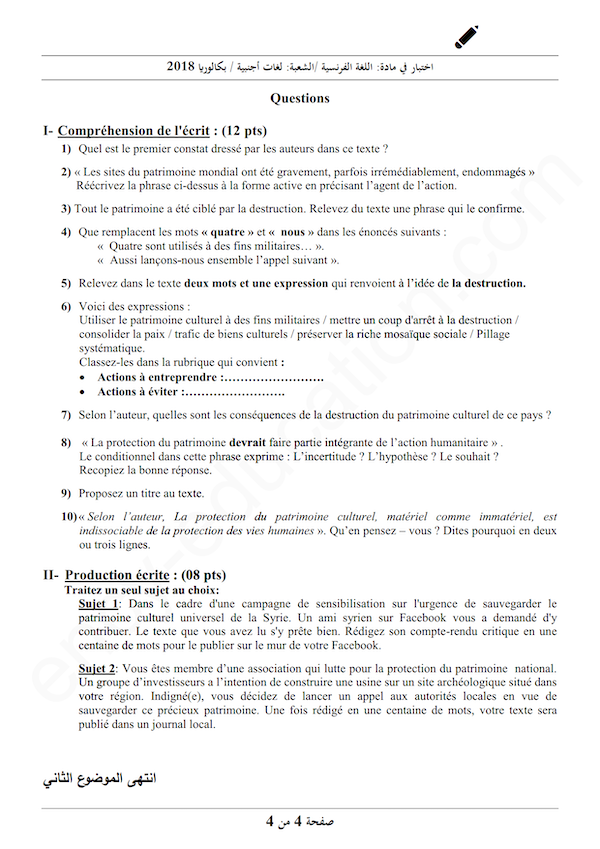 اختبار في مادة: اللغة الفرنسية /الشعبة: لغات أجنبية / بكالوريا 2018
Questions
I- Compréhension de l'écrit : (12 pts)
1) Quel est le premier constat dressé par les auteurs dans ce texte ?
2) « Les sites du patrimoine mondial ont été gravement, parfois irrémédiablement, endommagés »
Réécrivez la phrase ci-dessus à la forme active en précisant l'agent de l'action.
3) Tout le patrimoine a été ciblé par la destruction. Relevez du texte une phrase qui le confirme.
4) Que remplacent les mots « quatre » et « nous » dans les énoncés suivants :
« Quatre sont utilisés à des fins militaires… ».
« Aussi lançons-nous ensemble l'appel suivant ».
5) Relevez dans le texte deux mots et une expression qui renvoient à l'idée de la destruction.
6) Voici des expressions :
Utiliser le patrimoine culturel à des fins militaires / mettre un coup d'arrêt à la destruction /
consolider la paix / trafic de biens culturels / préserver la riche mosaïque sociale / Pillage
systématique.
Classez-les dans la rubrique qui convient :
• Actions à entreprendre :…………………….
• Actions à éviter :…………………….
7) Selon l'auteur, quelles sont les conséquences de la destruction du patrimoine culturel de ce pays ?
8) « La protection du patrimoine devrait faire partie intégrante de l'action humanitaire » .
Le conditionnel dans cette phrase exprime : L'incertitude ? L'hypothèse ? Le souhait ?
Recopiez la bonne réponse.
9) Proposez un titre au texte.
10) « Selon l'auteur, La protection du patrimoine culturel, matériel comme immatériel, est
indissociable de la protection des vies humaines ». Qu'en pensez – vous ? Dites pourquoi en deux
ou trois lignes.
II- Production écrite : (08 pts)
Traitez un seul sujet au choix:
Sujet 1: Dans le cadre d'une campagne de sensibilisation sur l'urgence de sauvegarder le
patrimoine culturel universel de la Syrie. Un ami syrien sur Facebook vous a demandé d'y
contribuer. Le texte que vous avez lu s'y prête bien. Rédigez son compte-rendu critique en une
centaine de mots pour le publier sur le mur de votre Facebook.
Sujet 2: Vous êtes membre d'une association qui lutte pour la protection du patrimoine national.
Un groupe d'investisseurs a l'intention de construire une usine sur un site archéologique situé dans
votre région. Indigné(e), vous décidez de lancer un appel aux autorités locales en vue de
sauvegarder ce précieux patrimoine. Une fois rédigé en une centaine de mots, votre texte sera
publié dans un journal local.
انتهى الموضوع الثاني
صفحة 4 من 4